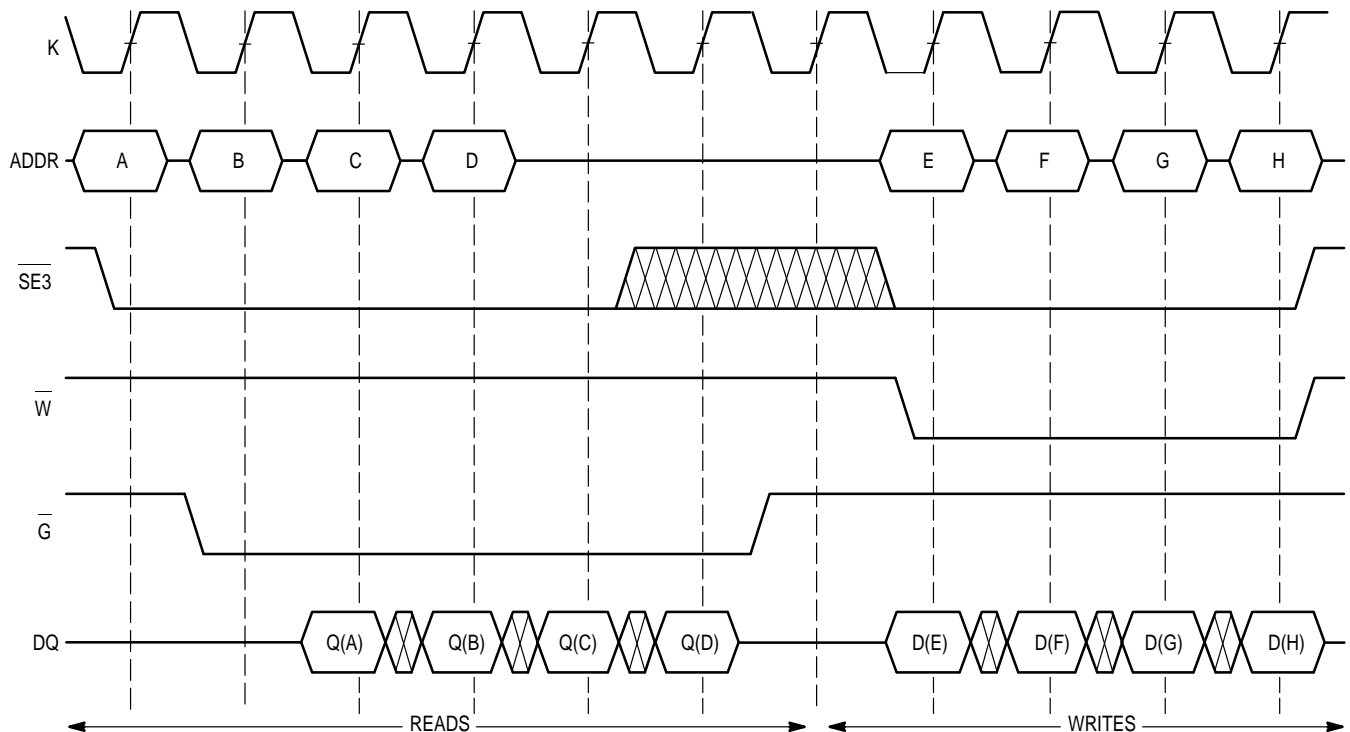 K
ADDR A B C D E F G H
SE3
W
G
DQ Q(A) Q(B) Q(C) Q(D) D(E) D(F) D(G) D(H)
READS WRITES